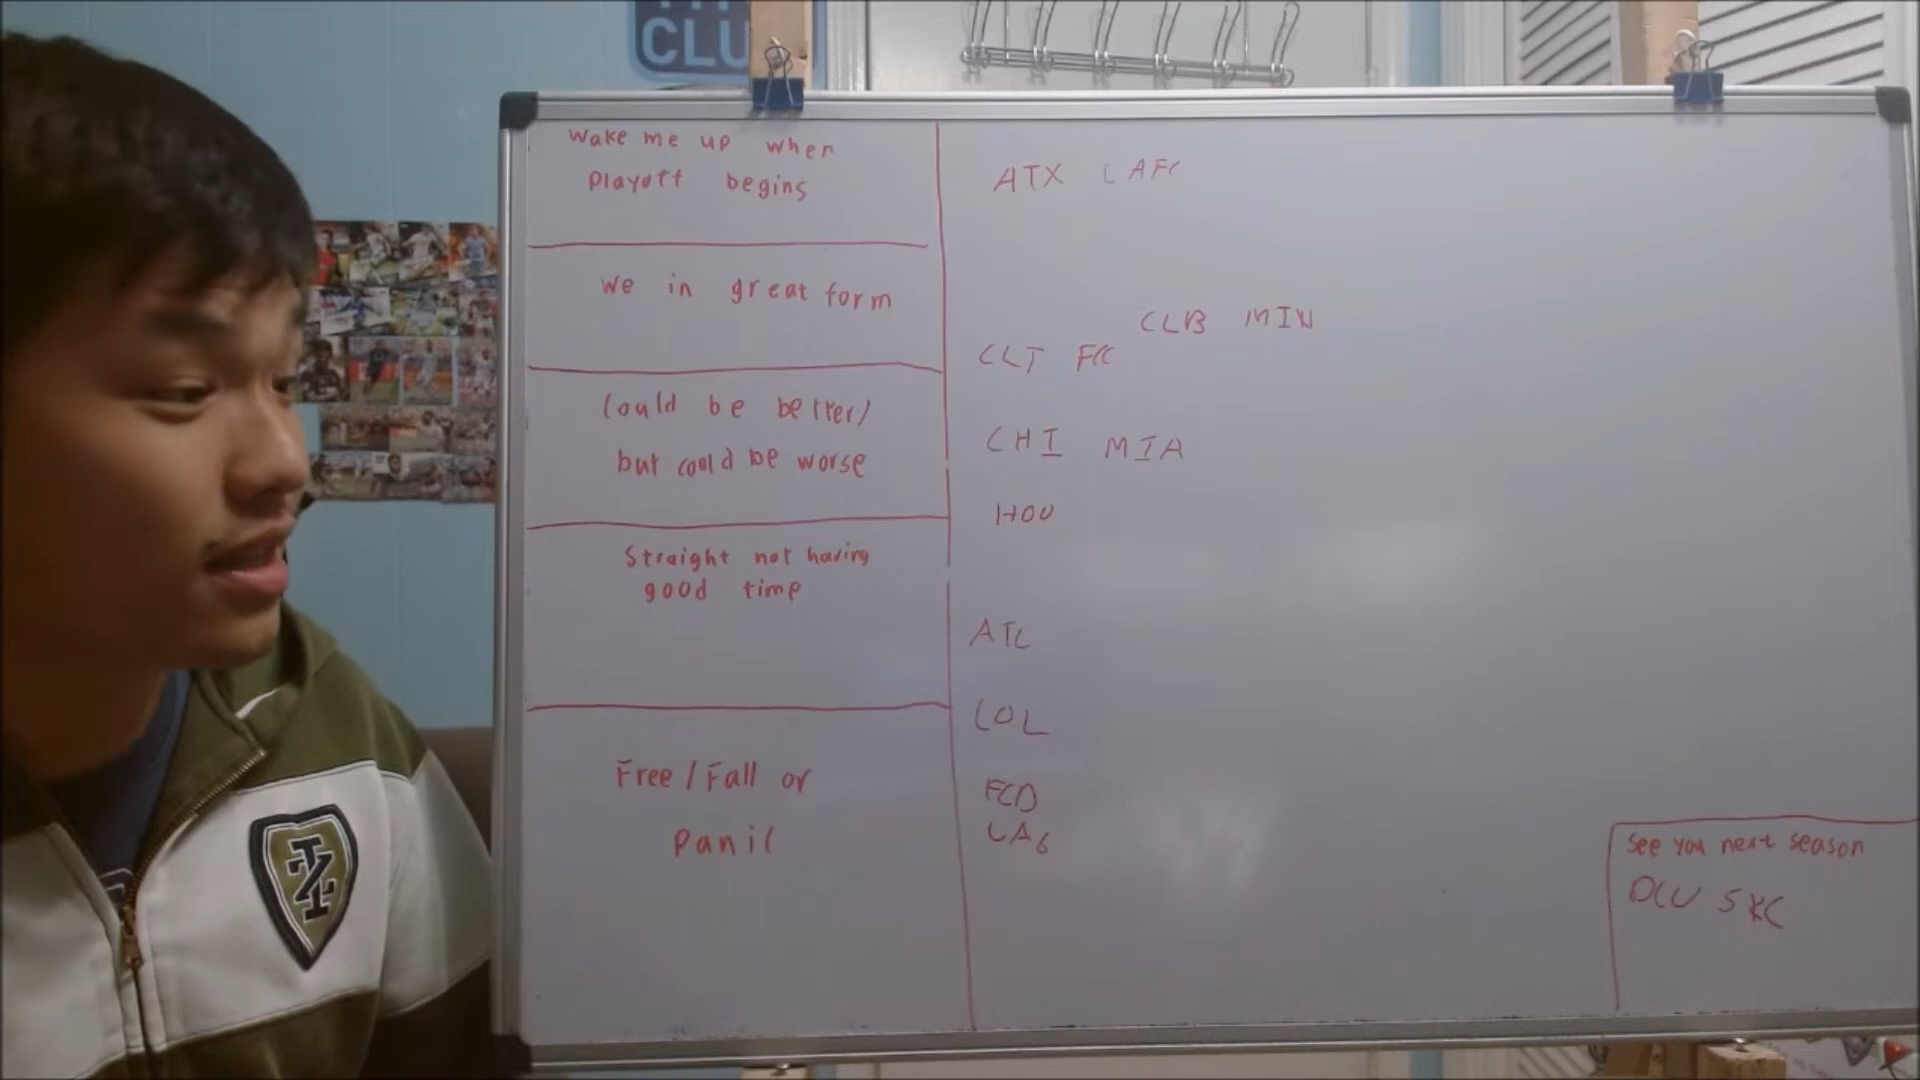 CLU
Wake me up when
Playoff begins
ATX LAFC
We in great form
CLB MIN
CLT FCC
Could be better/
but could be worse
CHI MIA
HOU
Straight not having
good time
ATL
COL
Free/Fall or
Panic
FCD
LAG
See you next season
DCU SKC